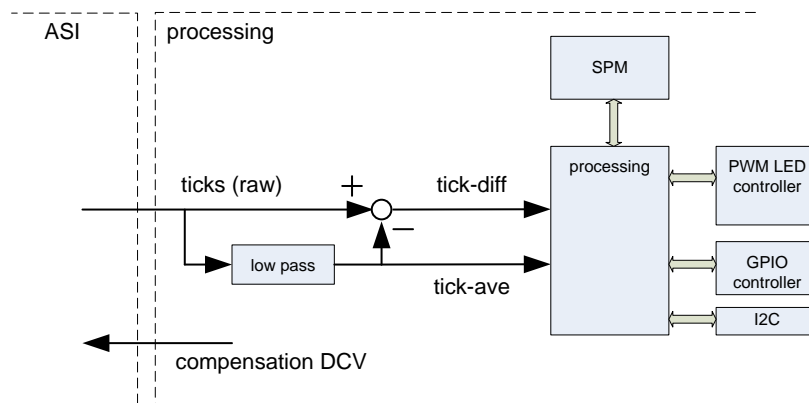 ASI
processing
SPM
ticks (raw)
+
tick-diff
processing
PWM LED
controller
−
low pass
tick-ave
GPIO
controller
I2C
compensation DCV